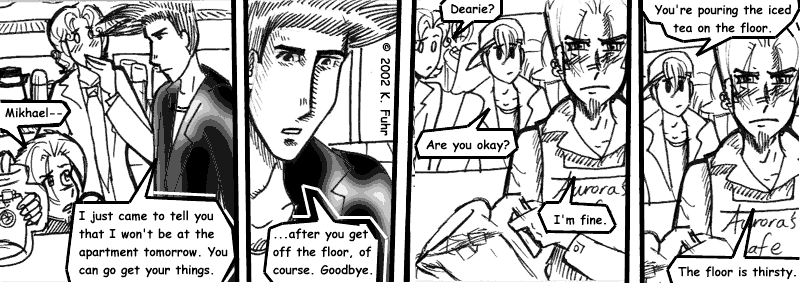 Mikhael--
I just came to tell you
that I won't be at the
apartment tomorrow. You
can go get your things.
...after you get
off the floor, of
course. Goodbye.
© 2002 K. Fuhr
Dearie?
Are you okay?
Aurora's
I'm fine.
You're pouring the iced
tea on the floor.
Aurora's
afe
The floor is thirsty.